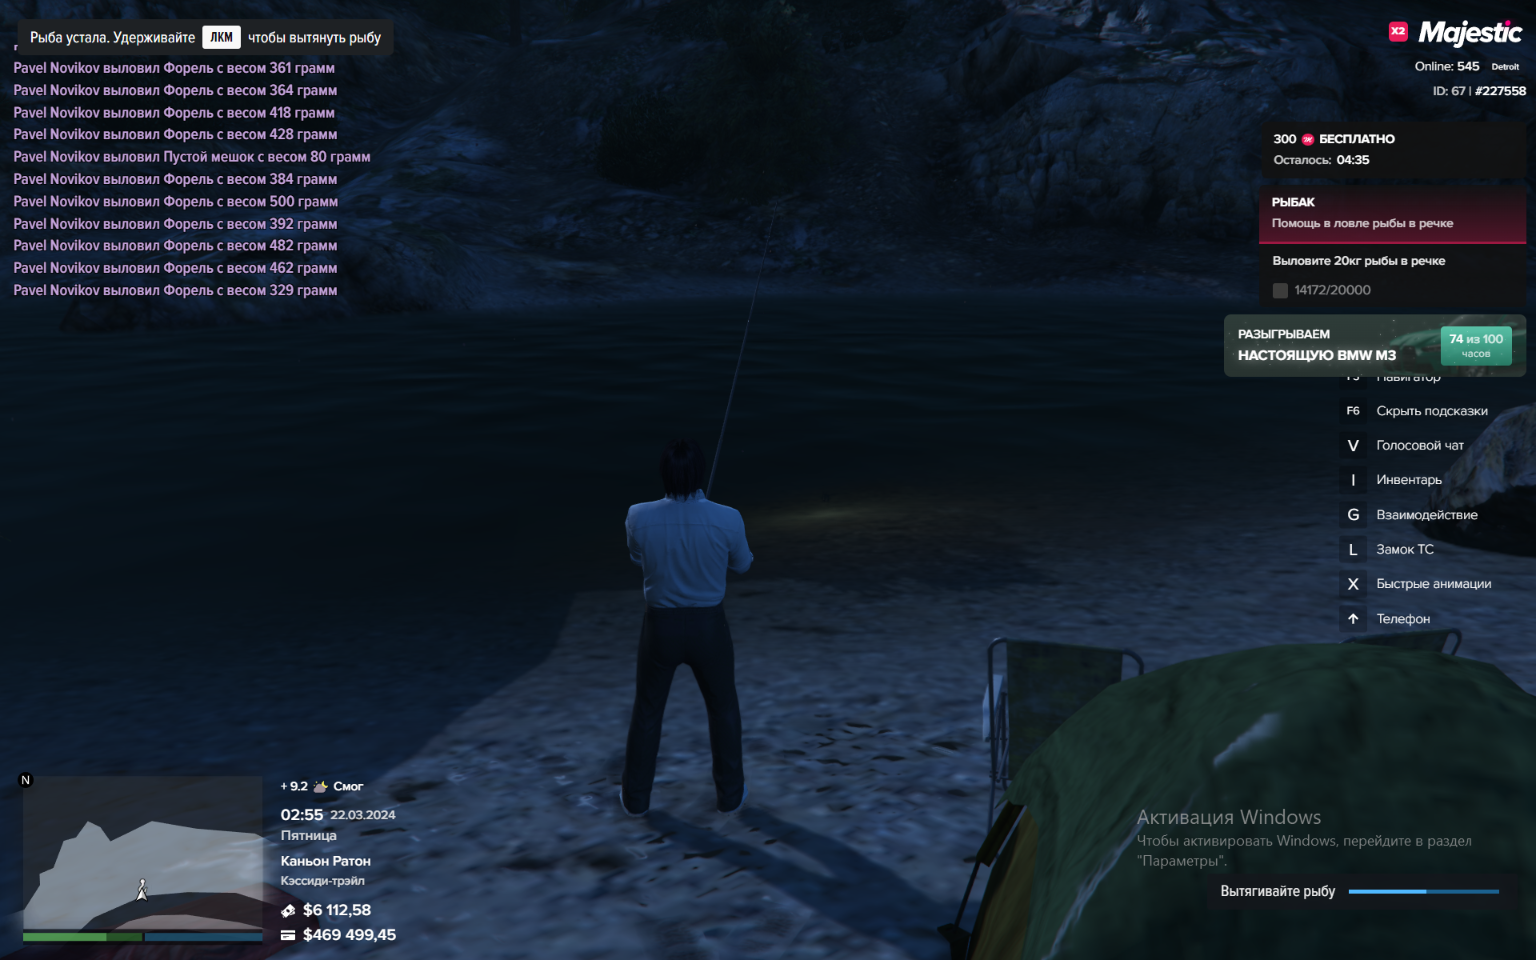 Рыба устала. Удерживайте ЛКМ чтобы вытянуть рыбу
Pavel Novikov выловил Форель с весом 361 грамм
Pavel Novikov выловил Форель с весом 364 грамм
Pavel Novikov выловил Форель с весом 418 грамм
Pavel Novikov выловил Форель с весом 428 грамм
Pavel Novikov выловил Пустой мешок с весом 80 грамм
Pavel Novikov выловил Форель с весом 384 грамм
Pavel Novikov выловил Форель с весом 500 грамм
Pavel Novikov выловил Форель с весом 392 грамм
Pavel Novikov выловил Форель с весом 482 грамм
Pavel Novikov выловил Форель с весом 462 грамм
Pavel Novikov выловил Форель с весом 329 грамм
X2 Majestic
Online: 545 Detroit
ID: 67 | #227558
300 БЕСПЛАТНО
Осталось: 04:35
РЫБАК
Помощь в ловле рыбы в речке
Выловите 20кг рыбы в речке
14172/20000
РАЗЫГРЫВАЕМ
НАСТОЯЩУЮ BMW M3
74 из 100
часов
Навигатор
F6 Скрыть подсказки
V Голосовой чат
I Инвентарь
G Взаимодействие
L Замок ТС
X Быстрые анимации
↑ Телефон
N
+ 9.2 Смог
02:55 22.03.2024
Пятница
Каньон Ратон
Кэссиди-трэйл
$6 112,58
$469 499,45
Активация Windows
Чтобы активировать Windows, перейдите в раздел
"Параметры".
Вытягивайте рыбу